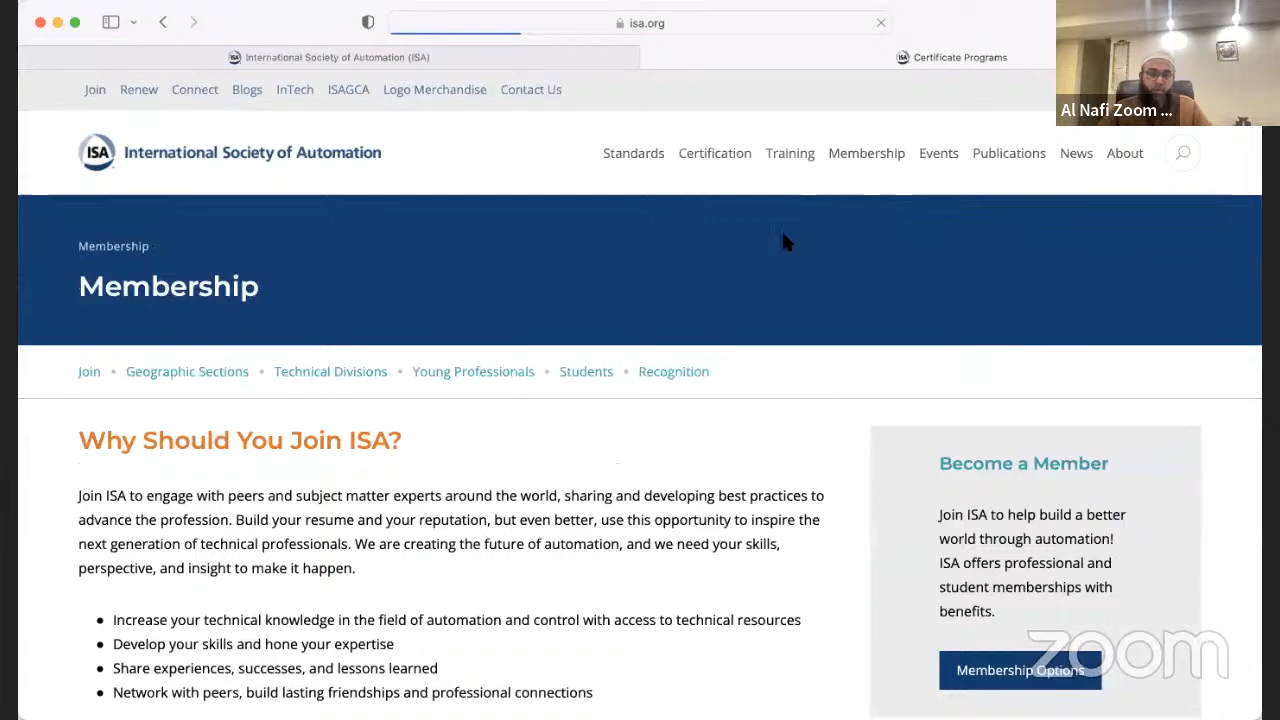 isa.org
International Society of Automation (ISA)
Certificate Programs
Join Renew Connect Blogs InTech ISAGCA Logo Merchandise Contact Us
Al Nafi Zoom ...
ISA International Society of Automation
Standards Certification Training Membership Events Publications News About
Membership
Membership
Join • Geographic Sections • Technical Divisions • Young Professionals • Students • Recognition
Why Should You Join ISA?
Join ISA to engage with peers and subject matter experts around the world, sharing and developing best practices to
advance the profession. Build your resume and your reputation, but even better, use this opportunity to inspire the
next generation of technical professionals. We are creating the future of automation, and we need your skills,
perspective, and insight to make it happen.
• Increase your technical knowledge in the field of automation and control with access to technical resources
• Develop your skills and hone your expertise
• Share experiences, successes, and lessons learned
• Network with peers, build lasting friendships and professional connections
Become a Member
Join ISA to help build a better
world through automation!
ISA offers professional and
student memberships with
benefits.
Membership Options
zoom